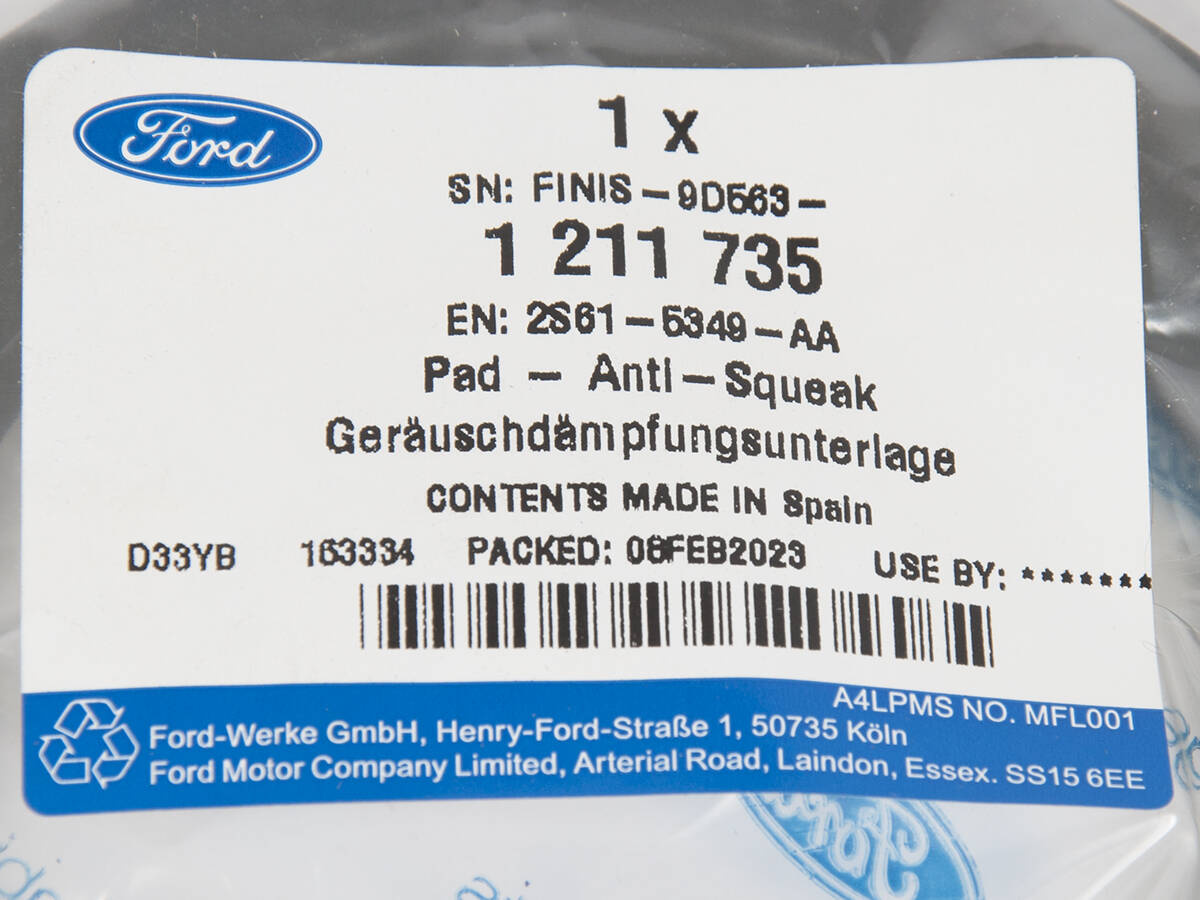 Ford
1 x
SN: FINIS - 9D563 -
1 211 735
EN: 2S61 - 5349 - AA
Pad - Anti - Squeak
Geräuschdämpfungsunterlage
CONTENTS MADE IN Spain
D33YB 163334 PACKED: 08FEB2023 USE BY: *******
A4LPMS NO. MFL001
Ford-Werke GmbH, Henry-Ford-Straße 1, 50735 Köln
Ford Motor Company Limited, Arterial Road, Laindon, Essex. SS15 6EE
Ford